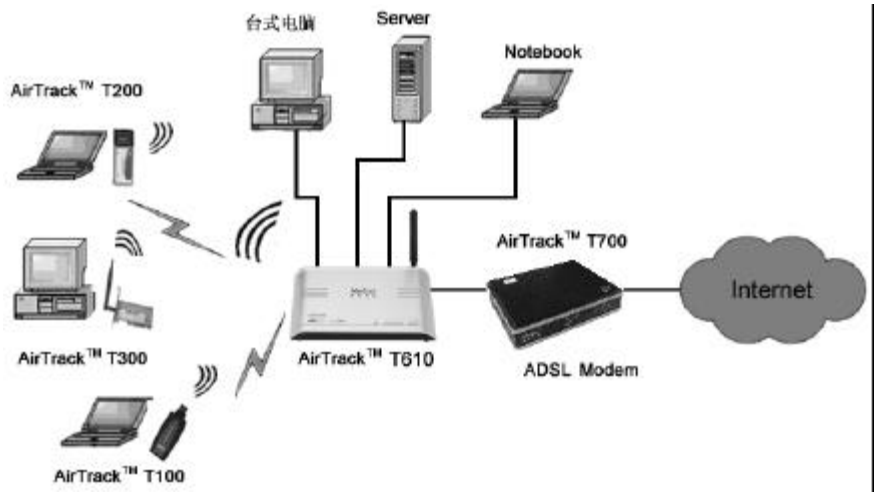 台式电脑
Server
Notebook
AirTrack™ T200
AirTrack™ T700
Internet
AirTrack™ T300
AirTrack™ T610
ADSL Modem
AirTrack™ T100